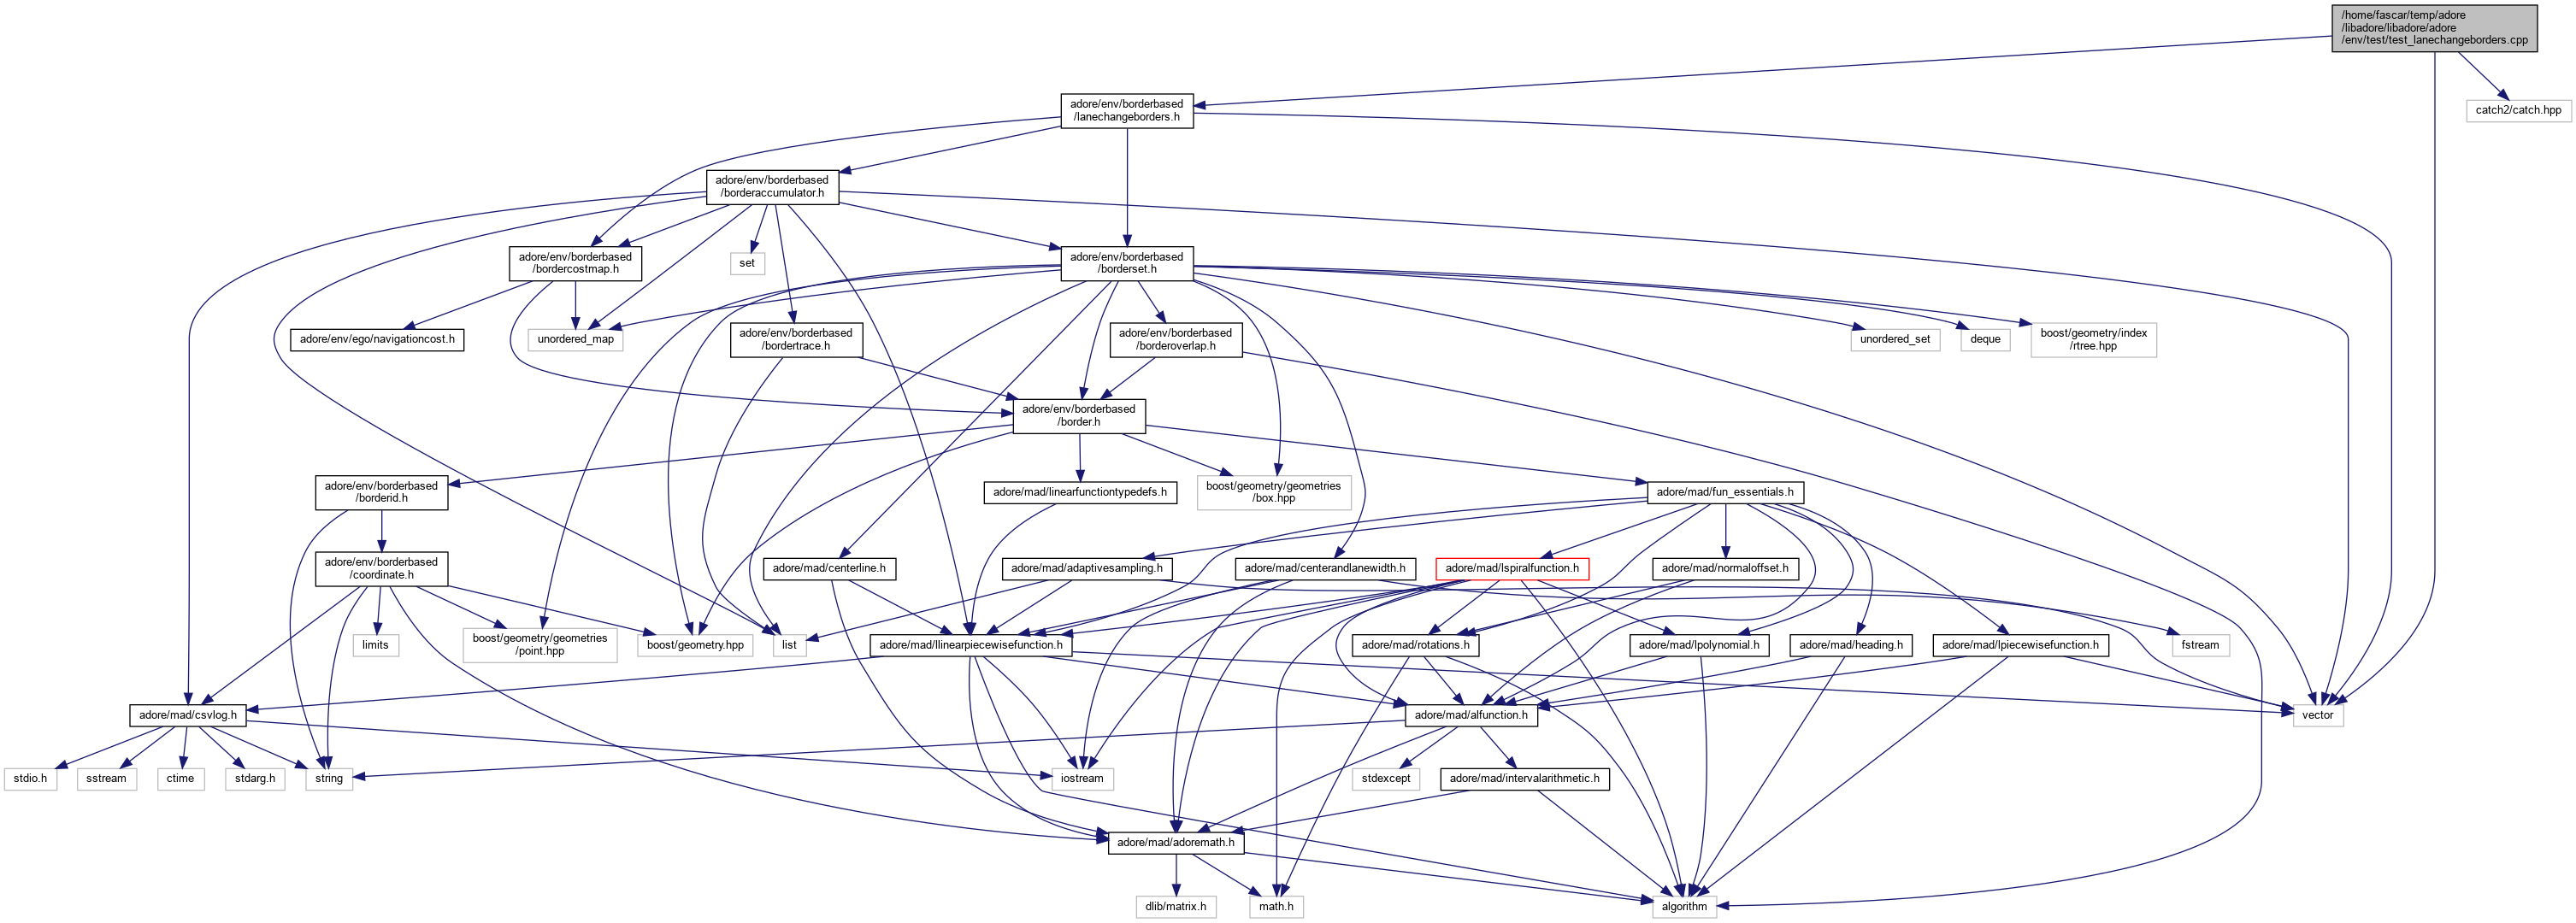 /home/fascar/temp/adore
/libadore/libadore/adore
/env/test/test_lanechangeborders.cpp
adore/env/borderbased
/lanechangeborders.h
catch2/catch.hpp
adore/env/borderbased
/borderaccumulator.h
adore/env/borderbased
/bordercostmap.h
set
adore/env/borderbased
/borderset.h
adore/env/ego/navigationcost.h
unordered_map
adore/env/borderbased
/bordertrace.h
adore/env/borderbased
/borderoverlap.h
unordered_set
deque
boost/geometry/index
/rtree.hpp
adore/env/borderbased
/border.h
adore/env/borderbased
/borderid.h
adore/mad/linearfunctiontypedefs.h
boost/geometry/geometries
/box.hpp
adore/mad/fun_essentials.h
adore/env/borderbased
/coordinate.h
adore/mad/centerline.h
adore/mad/adaptivesampling.h
adore/mad/centerandlanewidth.h
adore/mad/lspiralfunction.h
adore/mad/normaloffset.h
limits
boost/geometry/geometries
/point.hpp
boost/geometry.hpp
list
adore/mad/llinearpiecewisefunction.h
adore/mad/rotations.h
adore/mad/lpolynomial.h
adore/mad/heading.h
adore/mad/lpiecewisefunction.h
fstream
adore/mad/csvlog.h
adore/mad/alfunction.h
vector
stdio.h
sstream
ctime
stdarg.h
string
iostream
stdexcept
adore/mad/intervalarithmetic.h
adore/mad/adoremath.h
dlib/matrix.h
math.h
algorithm